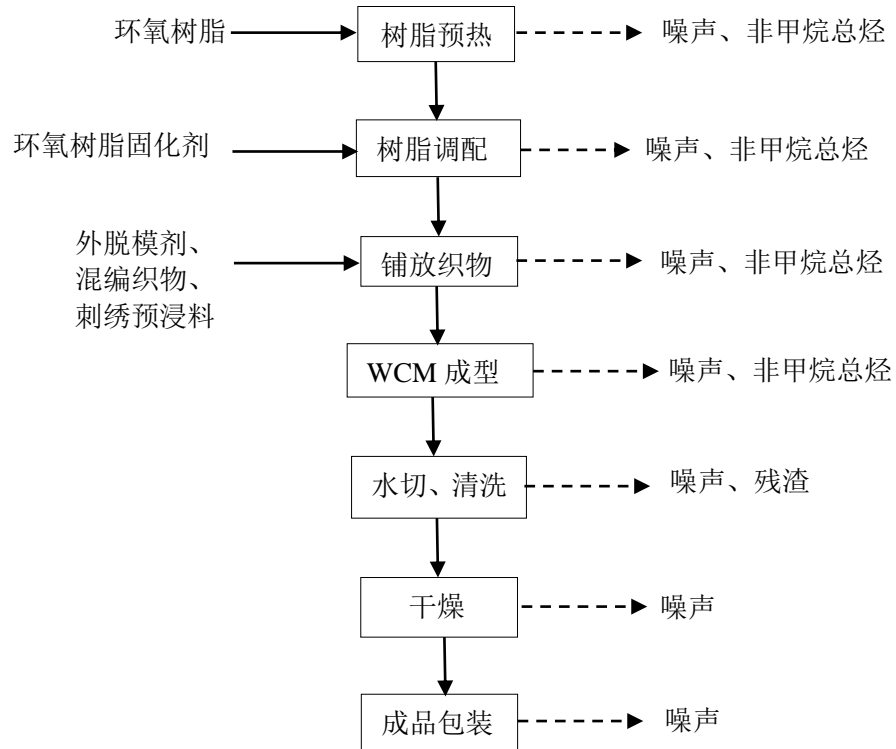 环氧树脂
树脂预热
噪声、非甲烷总烃
环氧树脂固化剂
树脂调配
噪声、非甲烷总烃
外脱模剂、
混编织物、
刺绣预浸料
铺放织物
噪声、非甲烷总烃
WCM 成型
噪声、非甲烷总烃
水切、清洗
噪声、残渣
干燥
噪声
成品包装
噪声